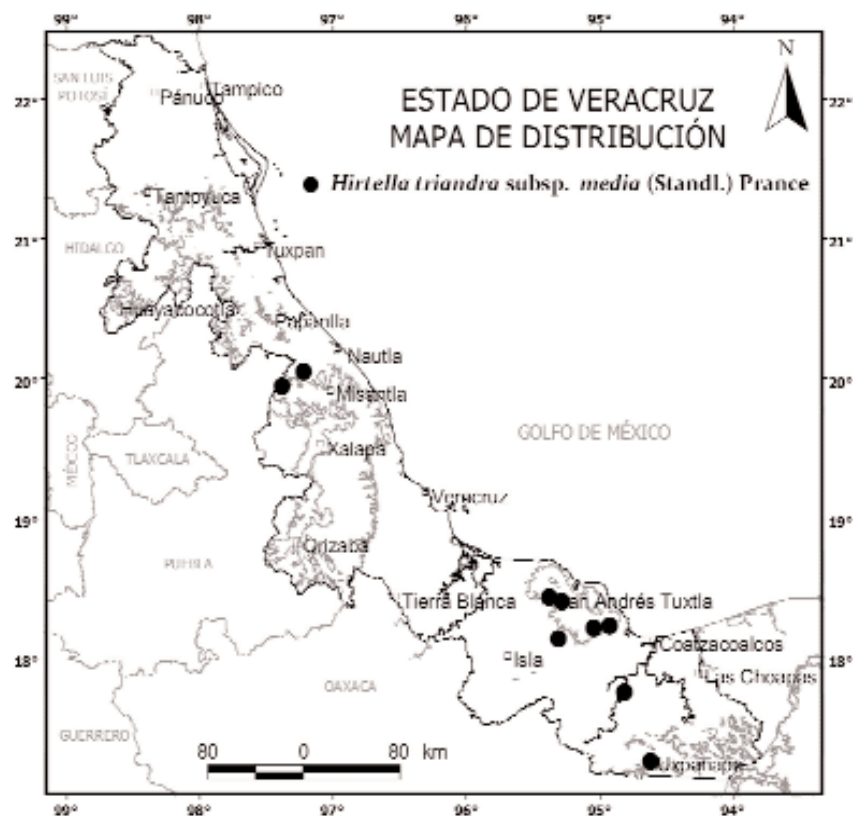 99° 98° 97° 96° 95° 94°
N
SAN LUIS
POTOSÍ
Tampico
Pánuco
22° 22°
ESTADO DE VERACRUZ
MAPA DE DISTRIBUCIÓN
Hirtella triandra subsp. media (Standl.) Prance
Tantoyuca
21° 21°
HIDALGO
Tuxpan
Huayacocotla
Papantla
Nautla
20° 20°
Misantla
GOLFO DE MÉXICO
MÉXICO
TLAXCALA
Xalapa
Veracruz
19° 19°
Orizaba
PUEBLA
Tierra Blanca
San Andrés Tuxtla
18° 18°
Isla
Coatzacoalcos
Las Choapas
OAXACA
GUERRERO
80 0 80 km
Uxpanapa
99° 98° 97° 96° 95° 94°